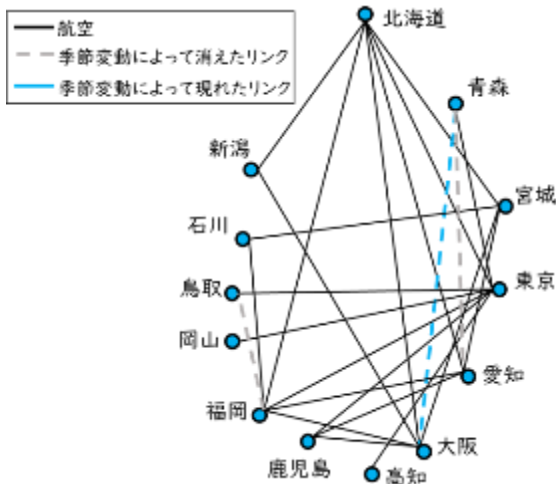 航空
季節変動によって消えたリンク
季節変動によって現れたリンク
北海道
青森
新潟
宮城
石川
東京
鳥取
岡山
愛知
福岡
大阪
鹿児島
高知